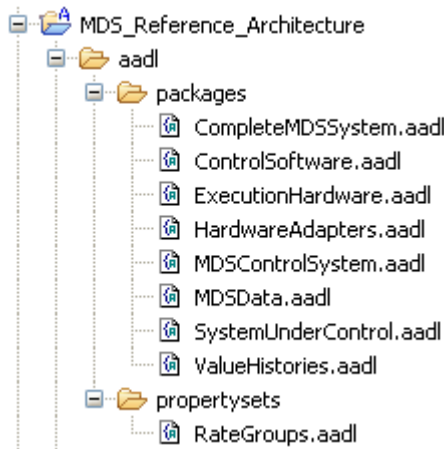 MDS_Reference_Architecture
aadl
packages
CompleteMDSSystem.aadl
ControlSoftware.aadl
ExecutionHardware.aadl
HardwareAdapters.aadl
MDSControlSystem.aadl
MDSData.aadl
SystemUnderControl.aadl
ValueHistories.aadl
propertysets
RateGroups.aadl